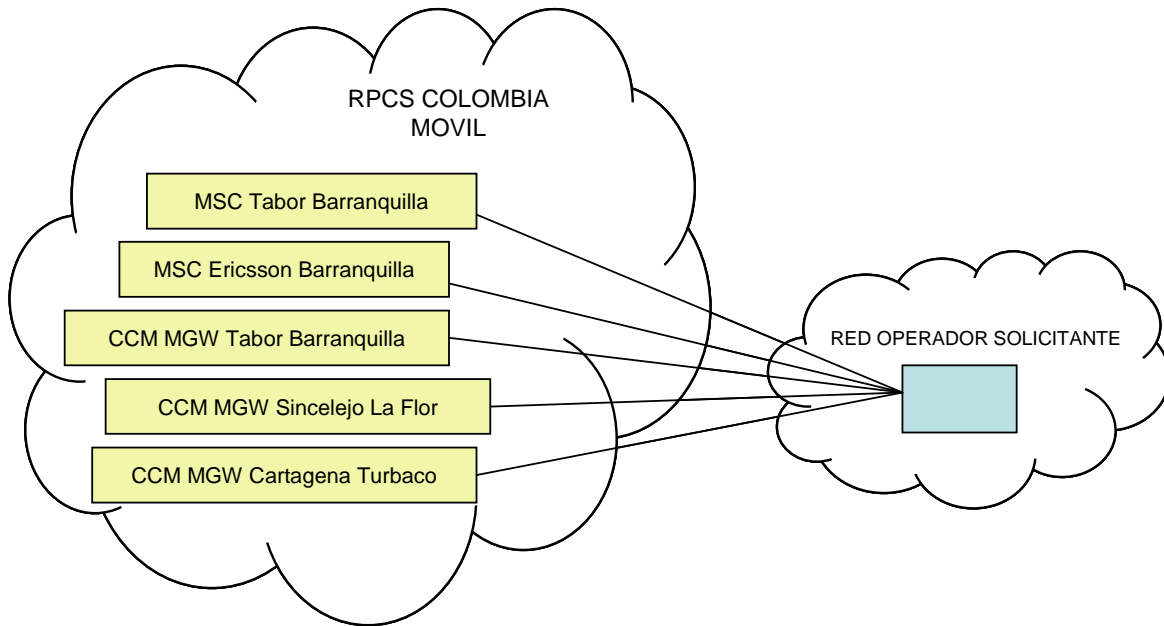 RPCS COLOMBIA
MOVIL
MSC Tabor Barranquilla
MSC Ericsson Barranquilla
CCM MGW Tabor Barranquilla
CCM MGW Sincelejo La Flor
CCM MGW Cartagena Turbaco
RED OPERADOR SOLICITANTE